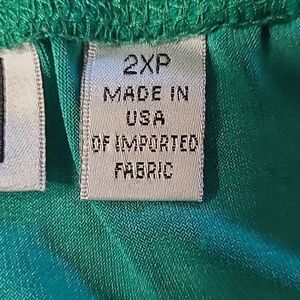 2XP
MADE IN
USA
OF IMPORTED
FABRIC